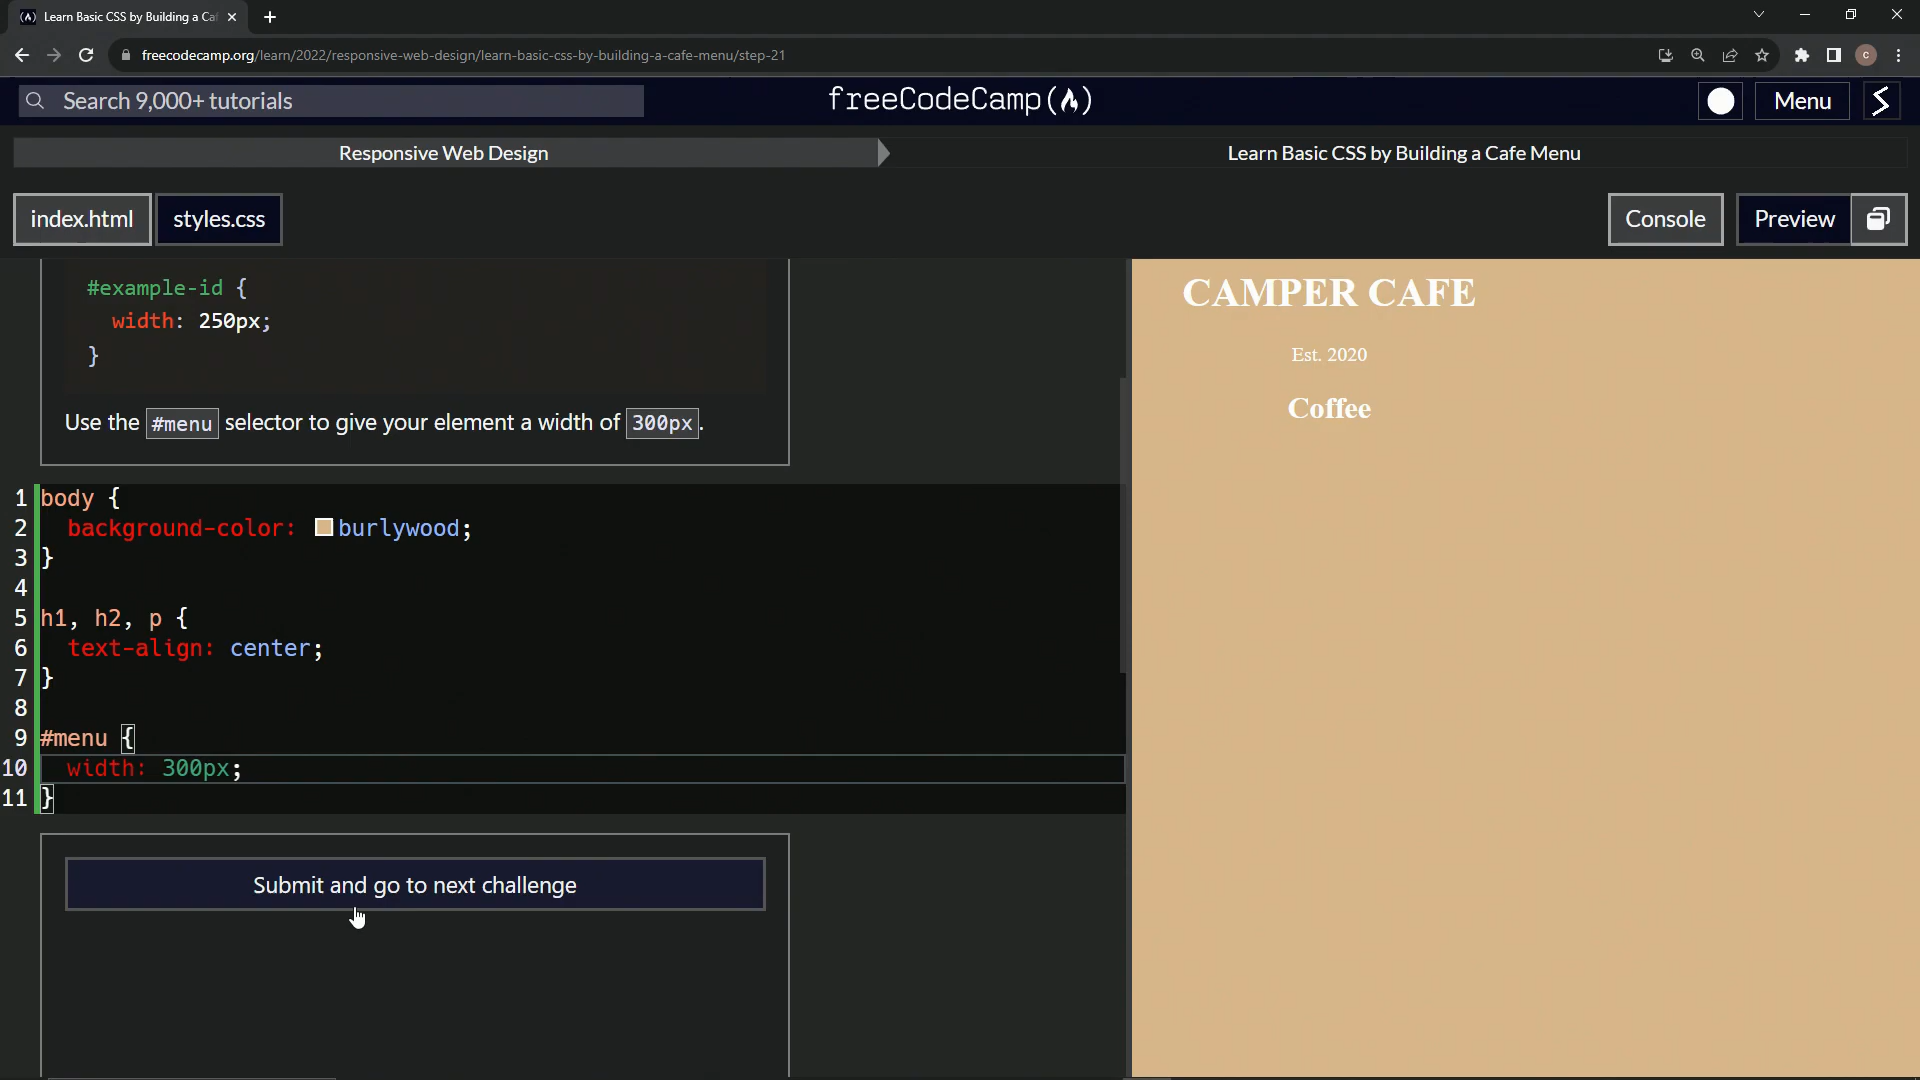 Learn Basic CSS by Building a Caf
freecodecamp.org/learn/2022/responsive-web-design/learn-basic-css-by-building-a-cafe-menu/step-21
C
Search 9,000+ tutorials
freeCodeCamp
Menu
Responsive Web Design
Learn Basic CSS by Building a Cafe Menu
index.html
styles.css
Console
Preview
#example-id {
width: 250px;
}
Use the #menu selector to give your element a width of 300px.
1 body {
2 background-color: burlywood;
3 }
4
5 h1, h2, p {
6 text-align: center;
7 }
8
9 #menu {
10 width: 300px;
11 }
Submit and go to next challenge
CAMPER CAFE
Est. 2020
Coffee